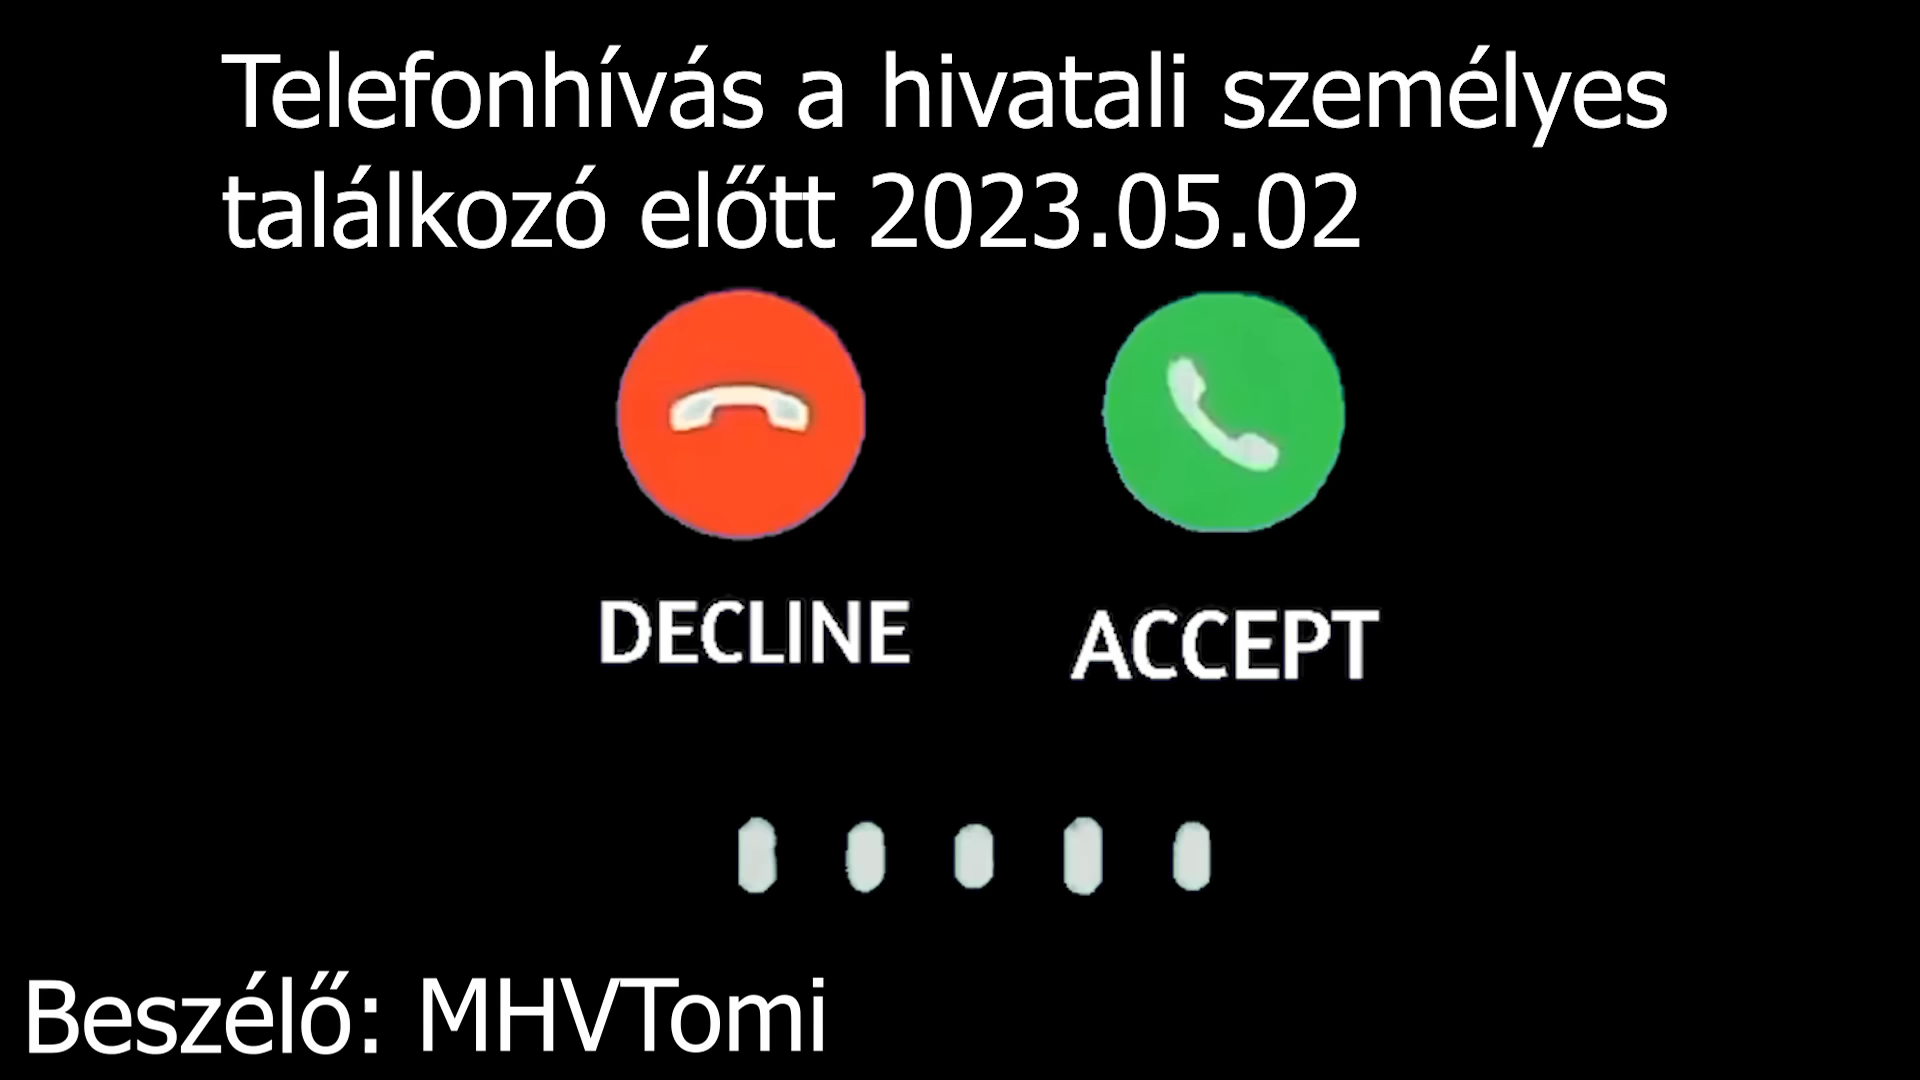 Telefonhívás a hivatali személyes
találkozó előtt 2023.05.02
DECLINE ACCEPT
Beszélő: MHVTomi